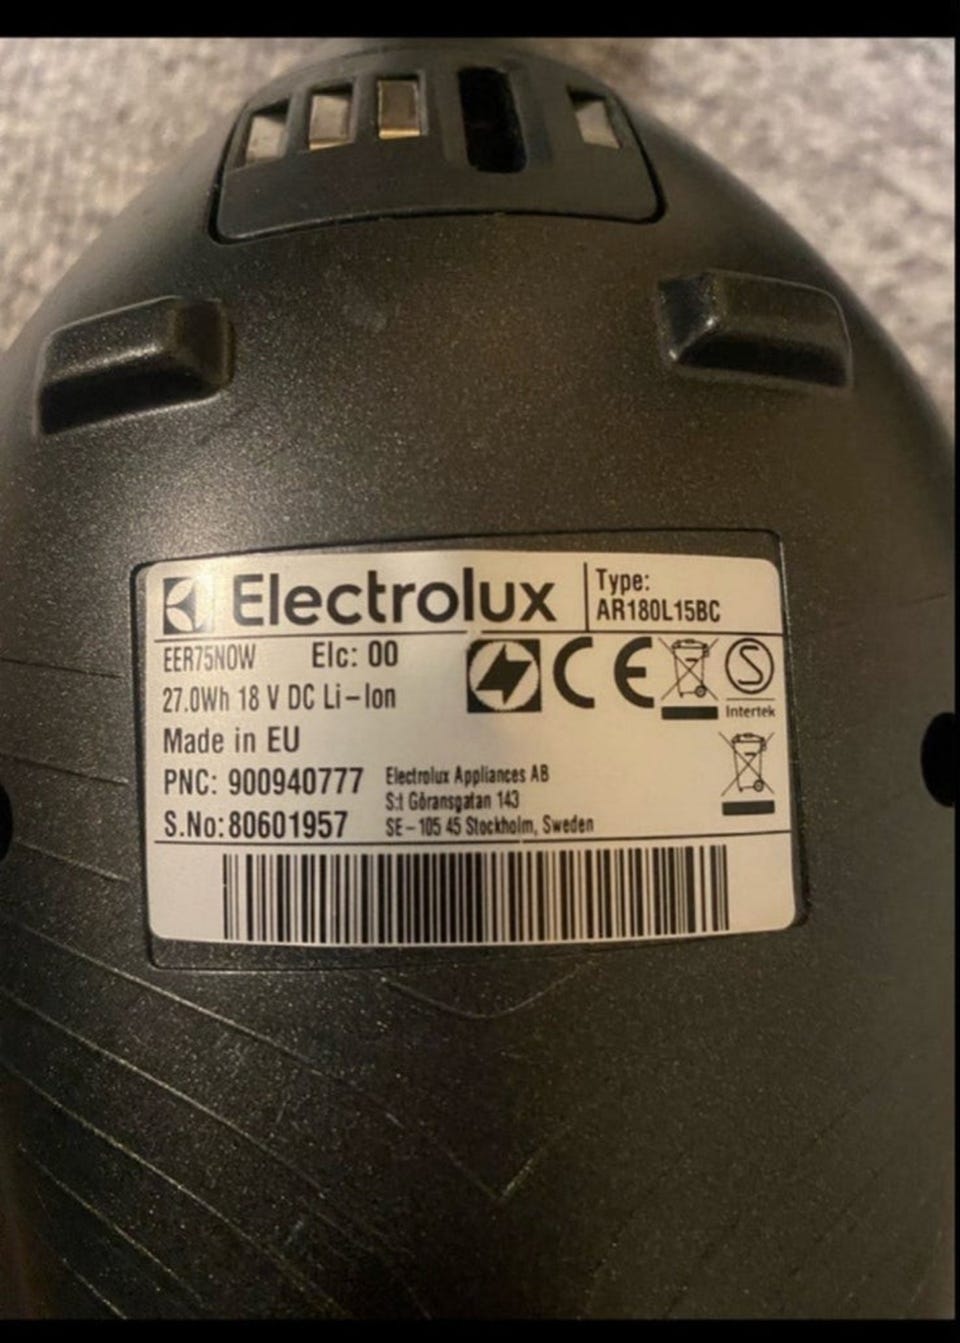 Electrolux
Type:
AR180L15BC
EER75NOW Elc: 00
27.0Wh 18 V DC Li-Ion
Made in EU
PNC: 900940777
S.No:80601957
Electrolux Appliances AB
S:t Göransgatan 143
SE-105 45 Stockholm, Sweden
CE
S
Intertek